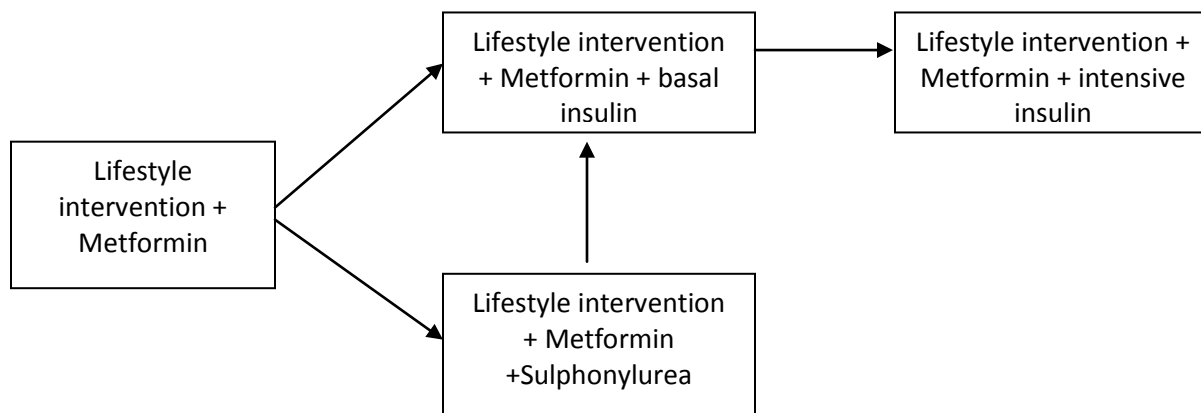 Lifestyle
intervention +
Metformin
Lifestyle intervention
+ Metformin + basal
insulin
Lifestyle intervention +
Metformin + intensive
insulin
Lifestyle intervention
+ Metformin
+Sulphonylurea